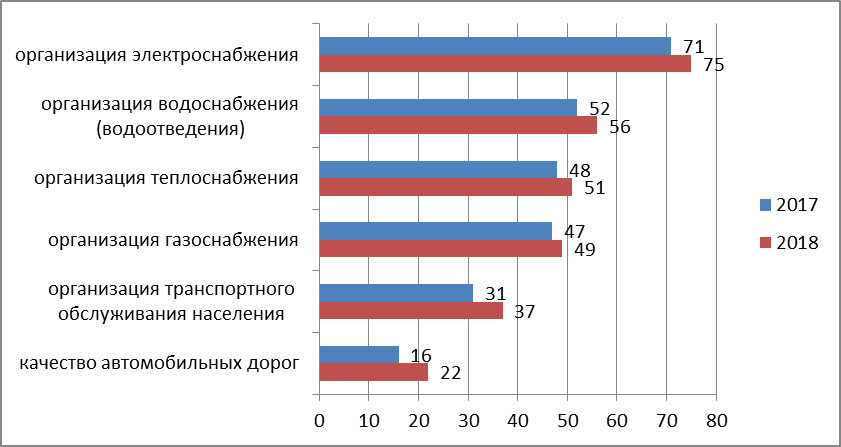 организация электроснабжения
71
75
организация водоснабжения
(водоотведения)
52
56
организация теплоснабжения
48
51
организация газоснабжения
47
49
организация транспортного
обслуживания населения
31
37
качество автомобильных дорог
16
22
0 10 20 30 40 50 60 70 80
2017
2018